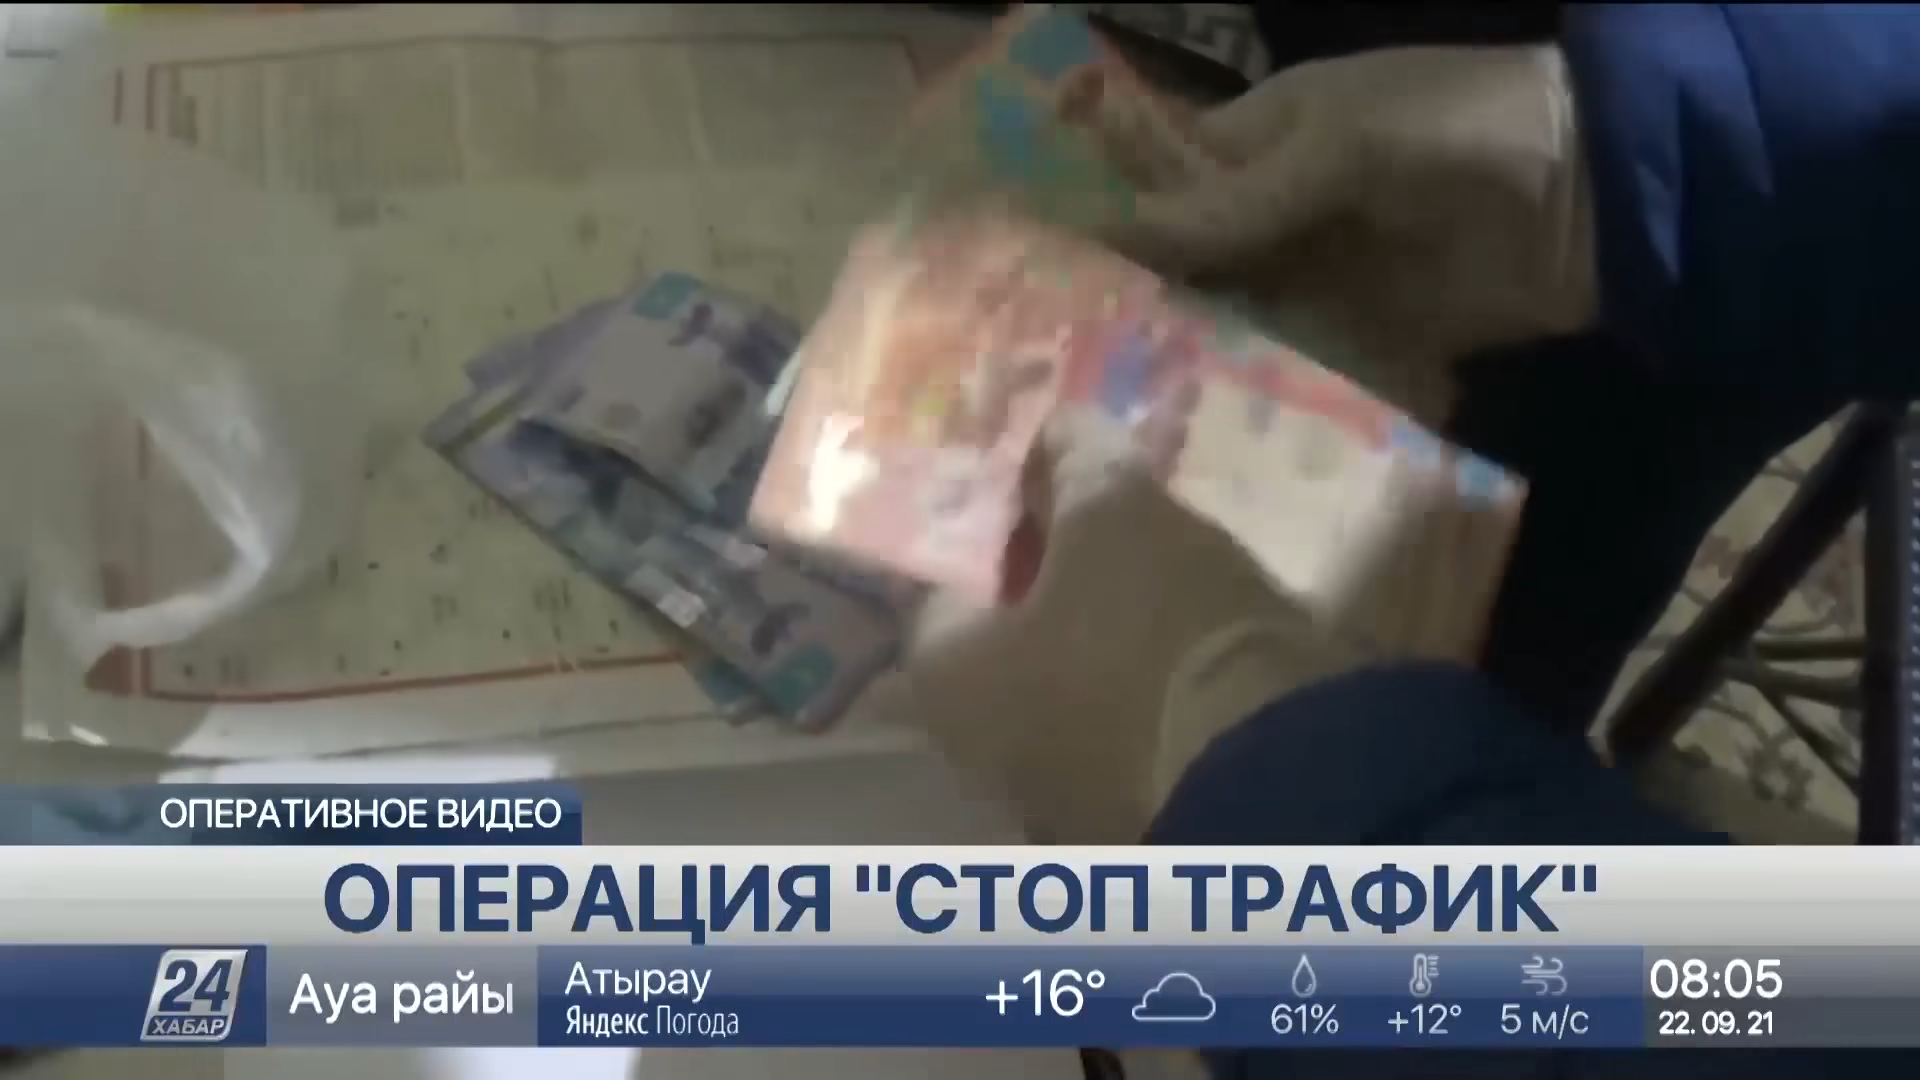 ОПЕРАТИВНОЕ ВИДЕО
ОПЕРАЦИЯ "СТОП ТРАФИК"
24
ХАБАР
Ауа райы
Атырау
Яндекс Погода
+16°
61%
+12°
5 м/с
08:05
22.09.21